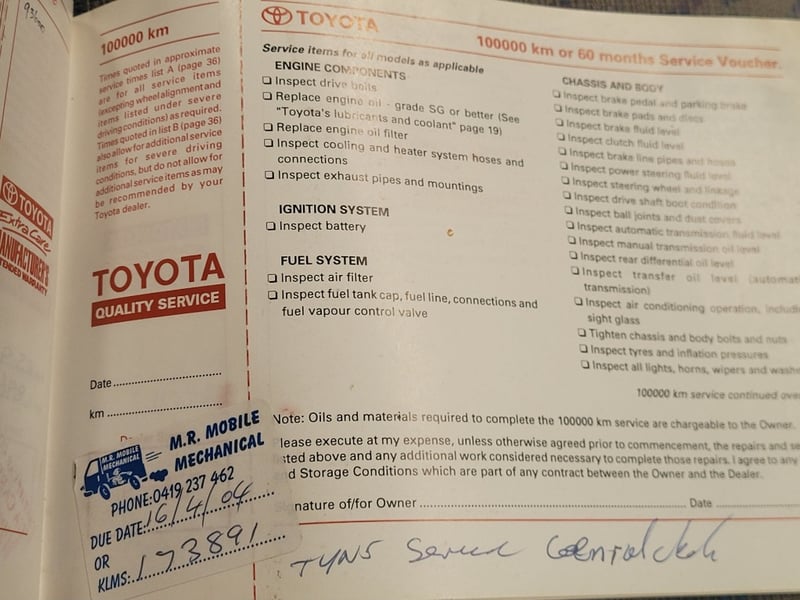 93/00
TOYOTA
Extra Care
MANUFACTURER'S
EXTENDED WARRANTY
100000 km
Times quoted in approximate
service times list A (page 36)
are for all service items
(excepting wheel alignment and
items listed under severe
driving conditions) as required.
Times quoted in list B (page 36)
also allow for additional service
items for severe driving
conditions, but do not allow for
additional service items as may
be recommended by your
Toyota dealer.
TOYOTA
QUALITY SERVICE
Date
km
M.R. MOBILE
MECHANICAL
M.R. MOBILE
MECHANICAL
PHONE:0419 237 462
DUE DATE: 16/4/04
OR
KLMS: 173891
TOYOTA
100000 km or 60 months Service Voucher.
Service items for all models as applicable
ENGINE COMPONENTS
Inspect drive belts
Replace engine oil - grade SG or better (See
"Toyota's lubricants and coolant" page 19)
Replace engine oil filter
Inspect cooling and heater system hoses and
connections
Inspect exhaust pipes and mountings
IGNITION SYSTEM
Inspect battery
FUEL SYSTEM
Inspect air filter
Inspect fuel tank cap, fuel line, connections and
fuel vapour control valve
CHASSIS AND BODY
Inspect brake pedal and parking brake
Inspect brake pads and discs
Inspect brake fluid level
Inspect clutch fluid level
Inspect brake line pipes and hoses
Inspect power steering fluid level
Inspect steering wheel and linkage
Inspect drive shaft boot condition
Inspect ball joints and dust covers
Inspect automatic transmission fluid level
Inspect manual transmission oil level
Inspect rear differential oil level
Inspect transfer oil level (automat
transmission)
Inspect air conditioning operation, includi
sight glass
Tighten chassis and body bolts and nuts
Inspect tyres and inflation pressures
Inspect all lights, horns, wipers and washe
100000 km service continued over
Note: Oils and materials required to complete the 100000 km service are chargeable to the Owner.
lease execute at my expense, unless otherwise agreed prior to commencement, the repairs and se
sted above and any additional work considered necessary to complete those repairs. I agree to any
d Storage Conditions which are part of any contract between the Owner and the Dealer.
nature of/for Owner Date